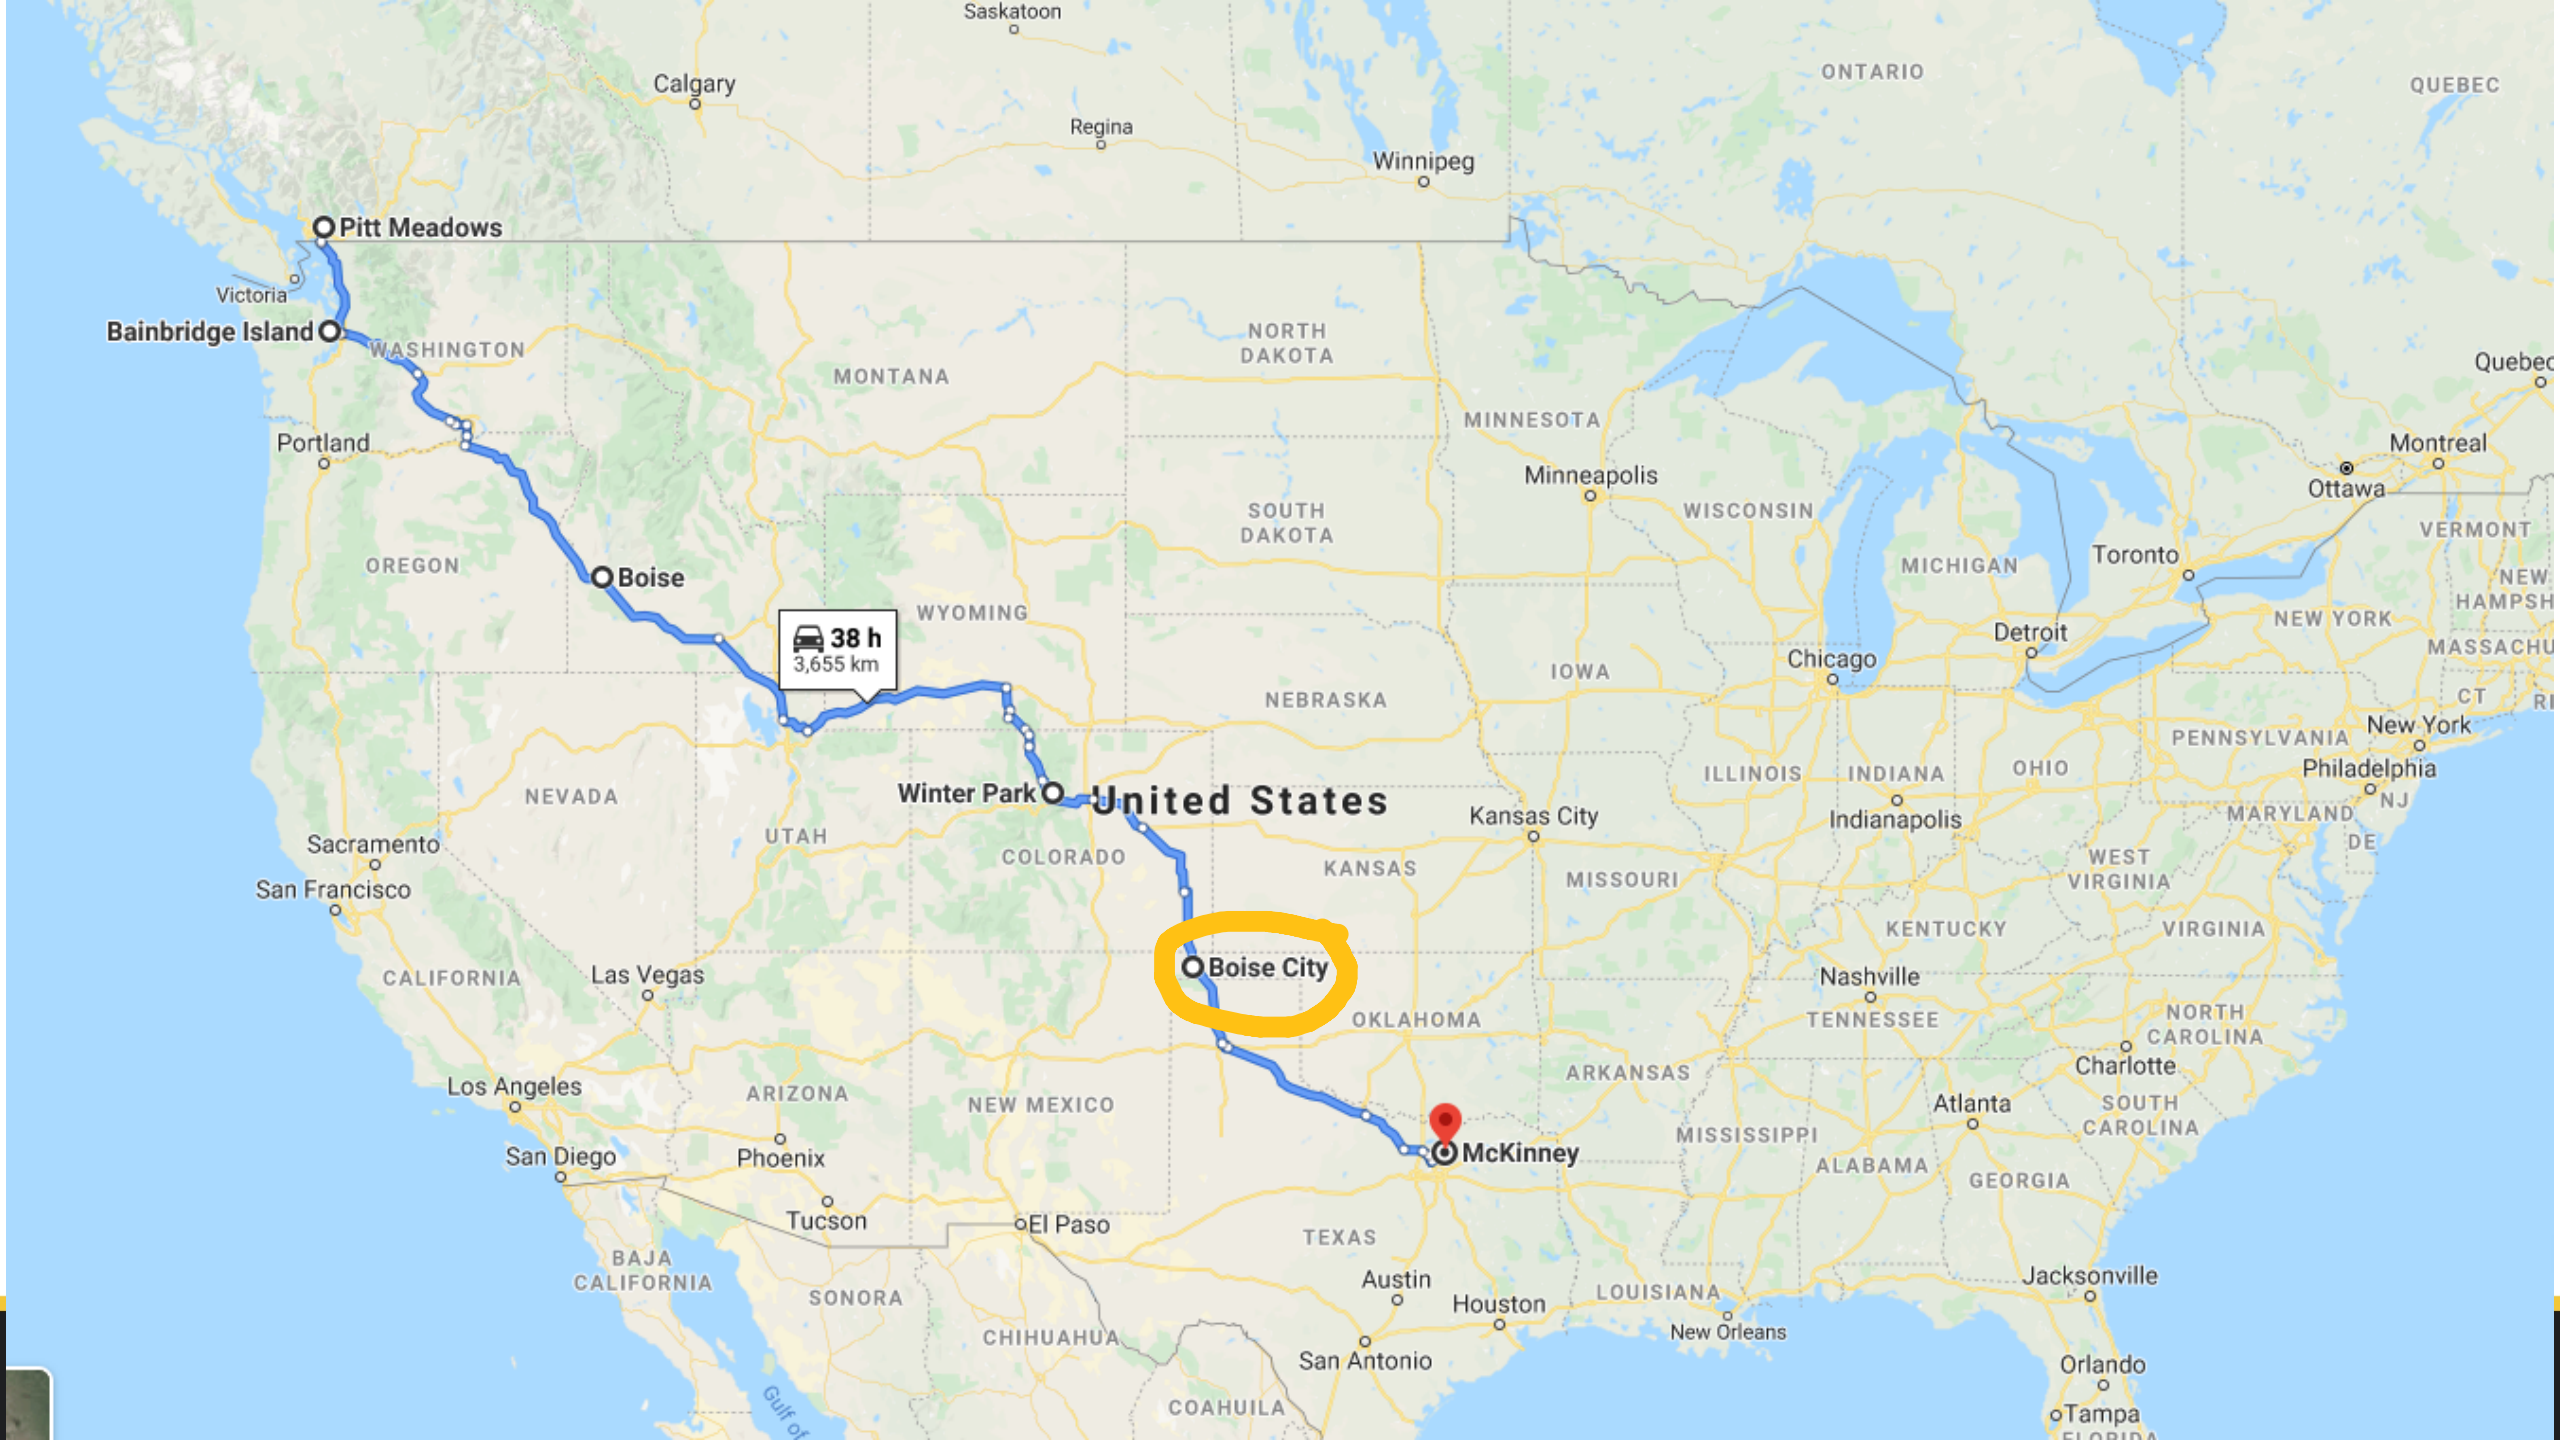 Saskatoon
Calgary
ONTARIO
QUEBEC
Regina
Winnipeg
Pitt Meadows
Victoria
Bainbridge Island
WASHINGTON
NORTH
DAKOTA
MONTANA
Quebec
MINNESOTA
Portland
Montreal
Minneapolis
Ottawa
SOUTH
DAKOTA
WISCONSIN
VERMONT
OREGON
Boise
MICHIGAN
Toronto
NEW
HAMPSH
WYOMING
38 h
3,655 km
NEW YORK
Detroit
MASSACHU
Chicago
IOWA
NEBRASKA
CT
RI
New York
PENNSYLVANIA
Philadelphia
ILLINOIS
INDIANA
OHIO
NEVADA
Winter Park
United States
NJ
Kansas City
Indianapolis
MARYLAND
DE
UTAH
Sacramento
COLORADO
KANSAS
MISSOURI
WEST
VIRGINIA
San Francisco
KENTUCKY
VIRGINIA
CALIFORNIA
Las Vegas
Boise City
Nashville
TENNESSEE
OKLAHOMA
NORTH
CAROLINA
Charlotte
ARKANSAS
Los Angeles
ARIZONA
NEW MEXICO
Atlanta
SOUTH
CAROLINA
MISSISSIPPI
ALABAMA
GEORGIA
McKinney
San Diego
Phoenix
Tucson
El Paso
TEXAS
BAJA
CALIFORNIA
SONORA
Austin
Houston
LOUISIANA
Jacksonville
New Orleans
CHIHUAHUA
San Antonio
Orlando
COAHUILA
Gulf of
Tampa
FLORIDA